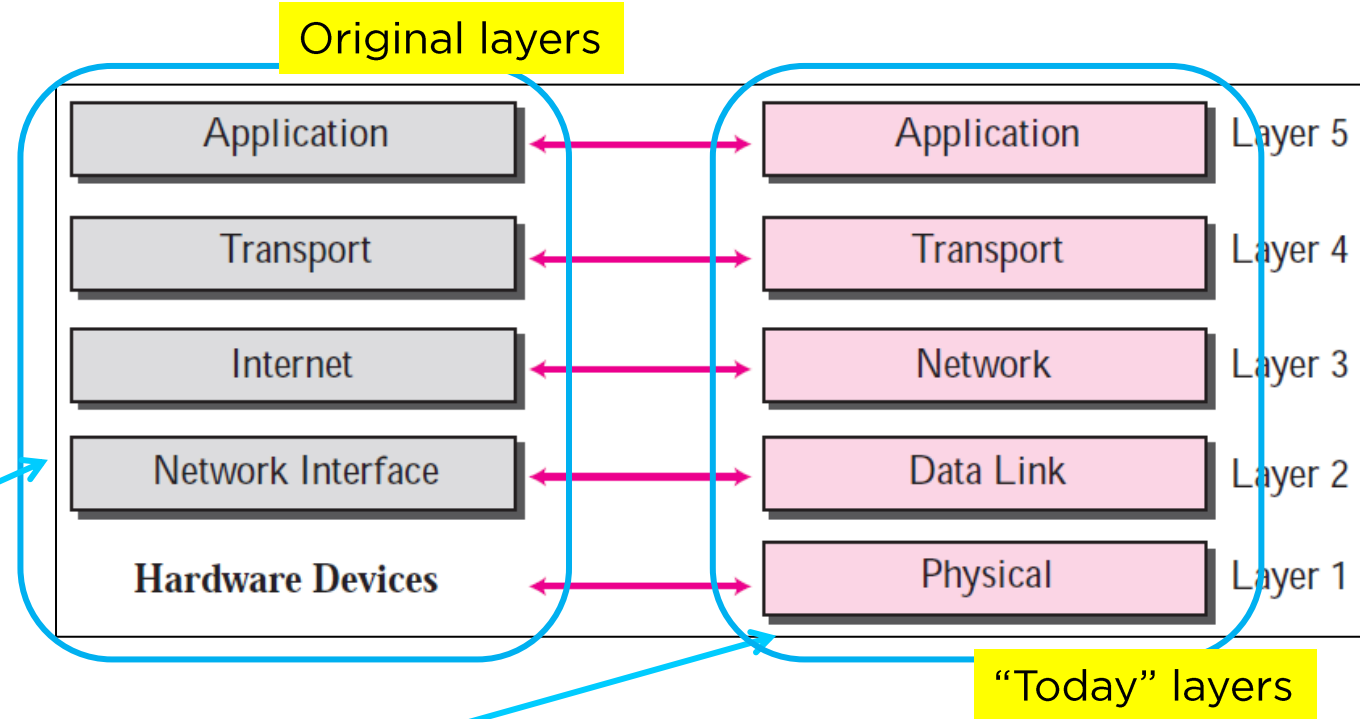 Original layers
Application
Application
Layer 5
Transport
Transport
Layer 4
Internet
Network
Layer 3
Network Interface
Data Link
Layer 2
Hardware Devices
Physical
Layer 1
“Today” layers